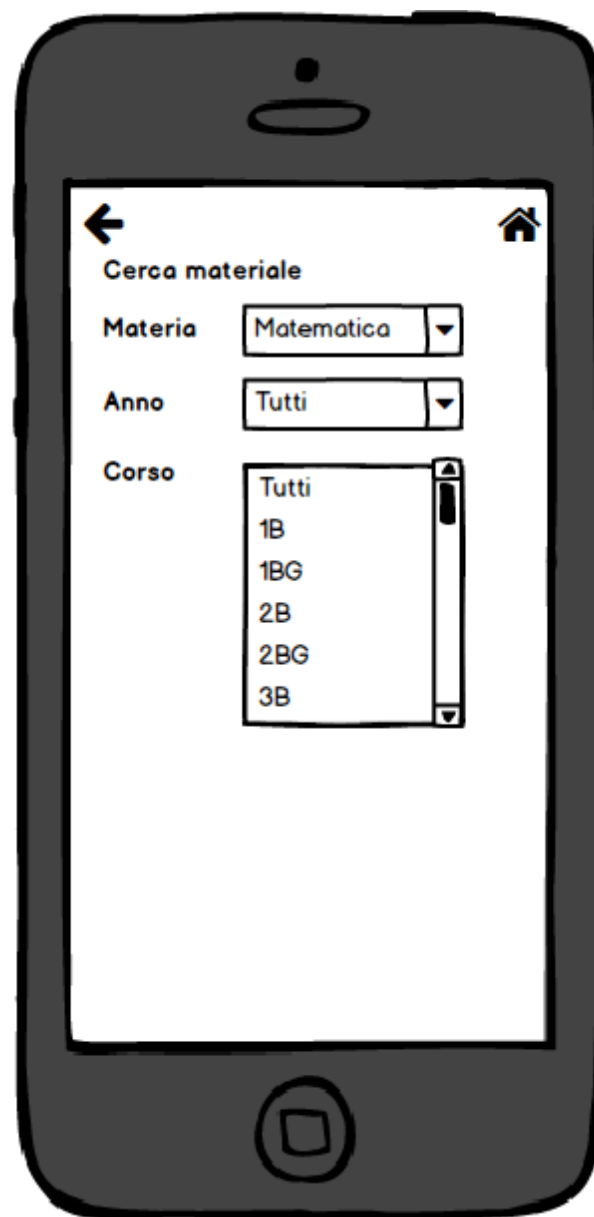 Cerca materiale
Materia Matematica
Anno Tutti
Corso
Tutti
1B
1BG
2B
2BG
3B